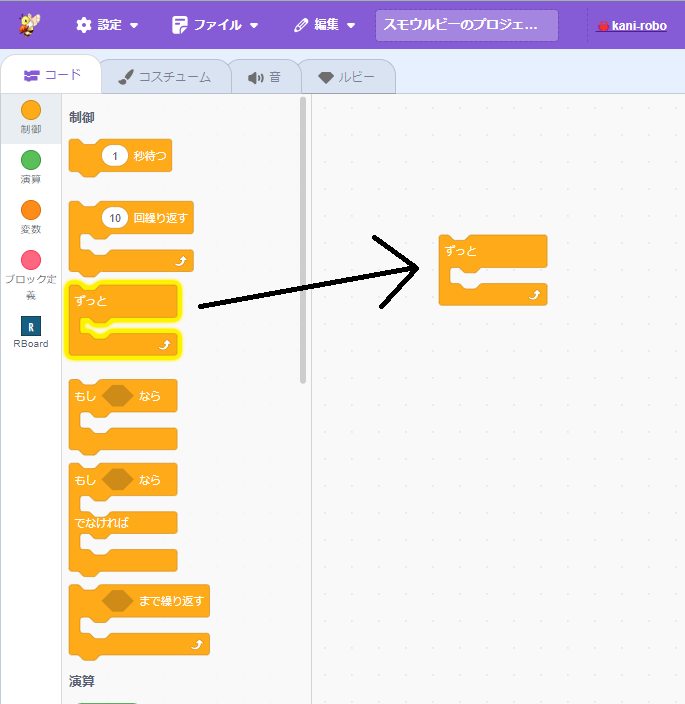 設定 ファイル 編集 スモウルビーのプロジェ... kani-robo
コード コスチューム 音 ルビー
制御
演算
変数
ブロック定
義
R
RBoard
制御
1 秒待つ
10 回繰り返す
ずっと
もし なら
もし なら
でなければ
まで繰り返す
演算
ずっと